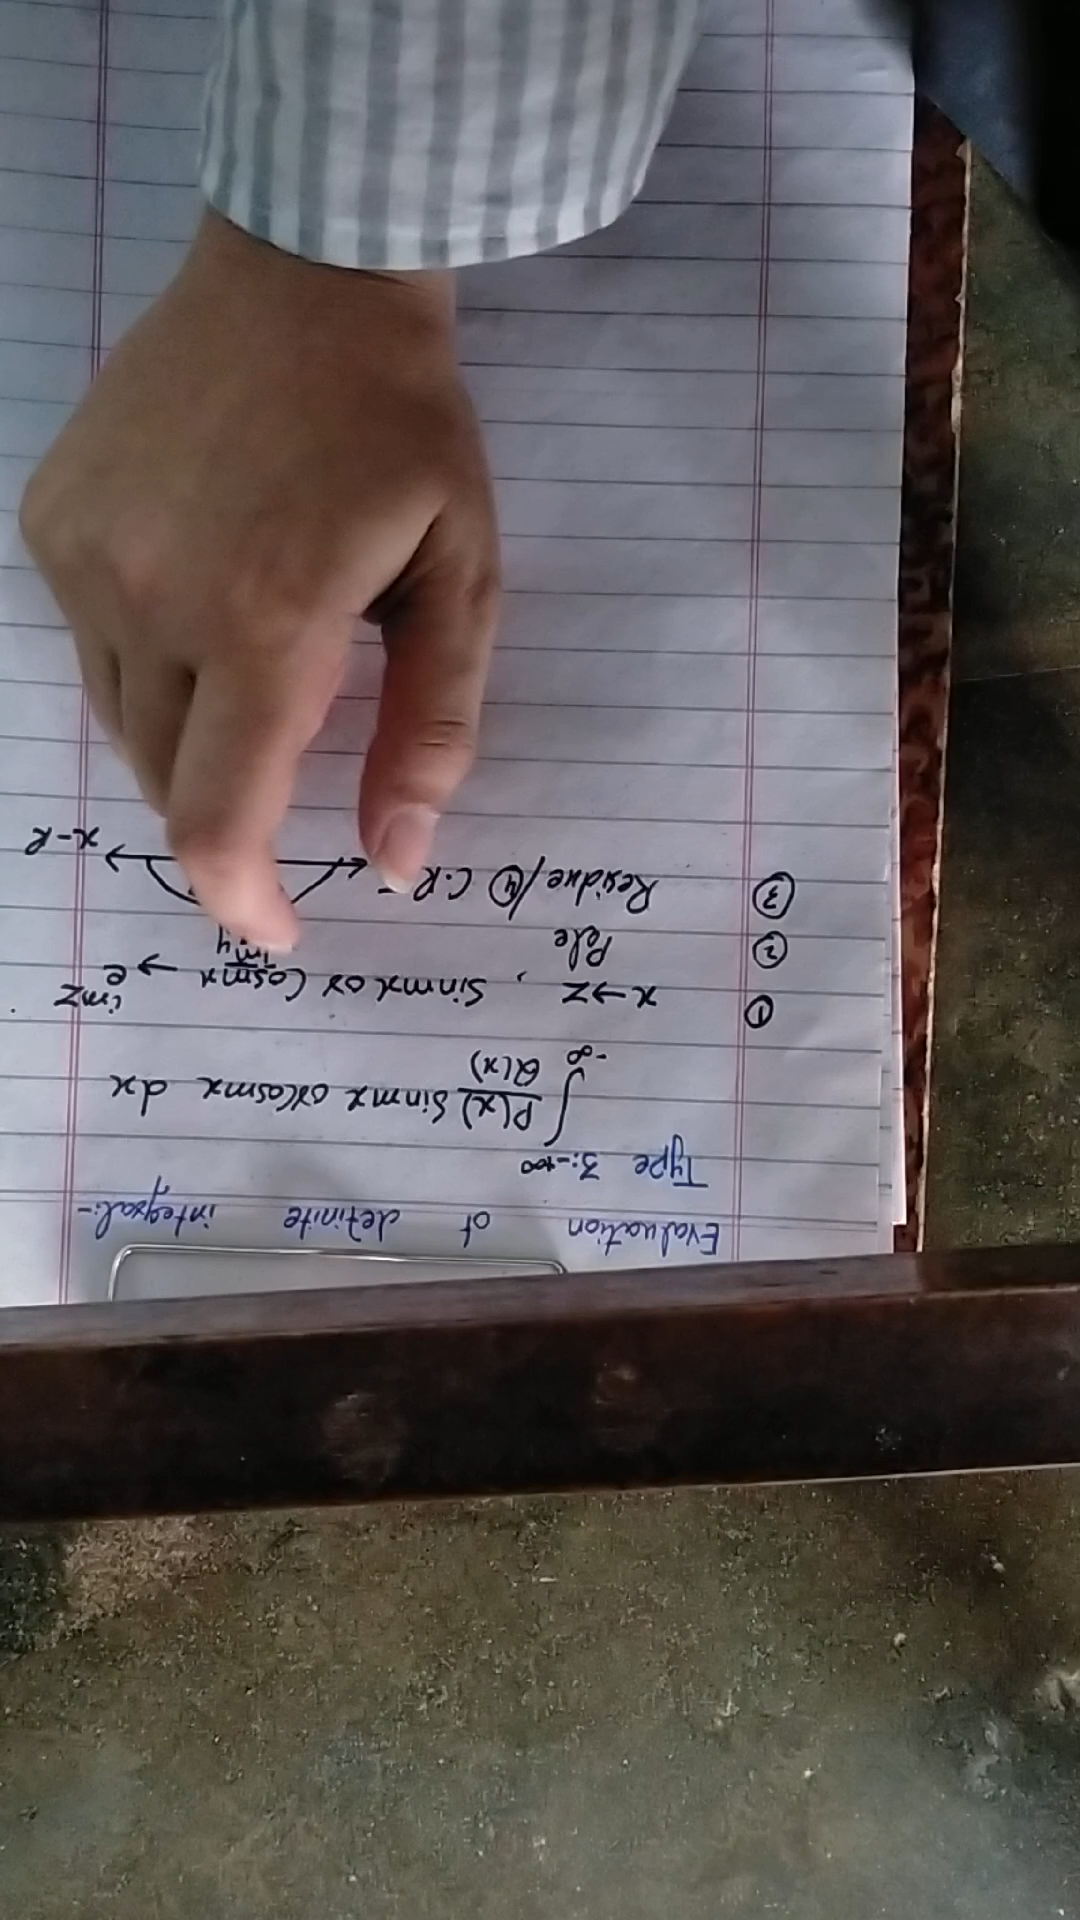 Evaluation of definite integral:-
Type 3:- +∞
∫ P(x)/Q(x) Sinmx or Cosmx dx
-∞
① x→z , Sinmx or Cosmx → e^imz
② Pole
③ Residue/④ C.R - x-R